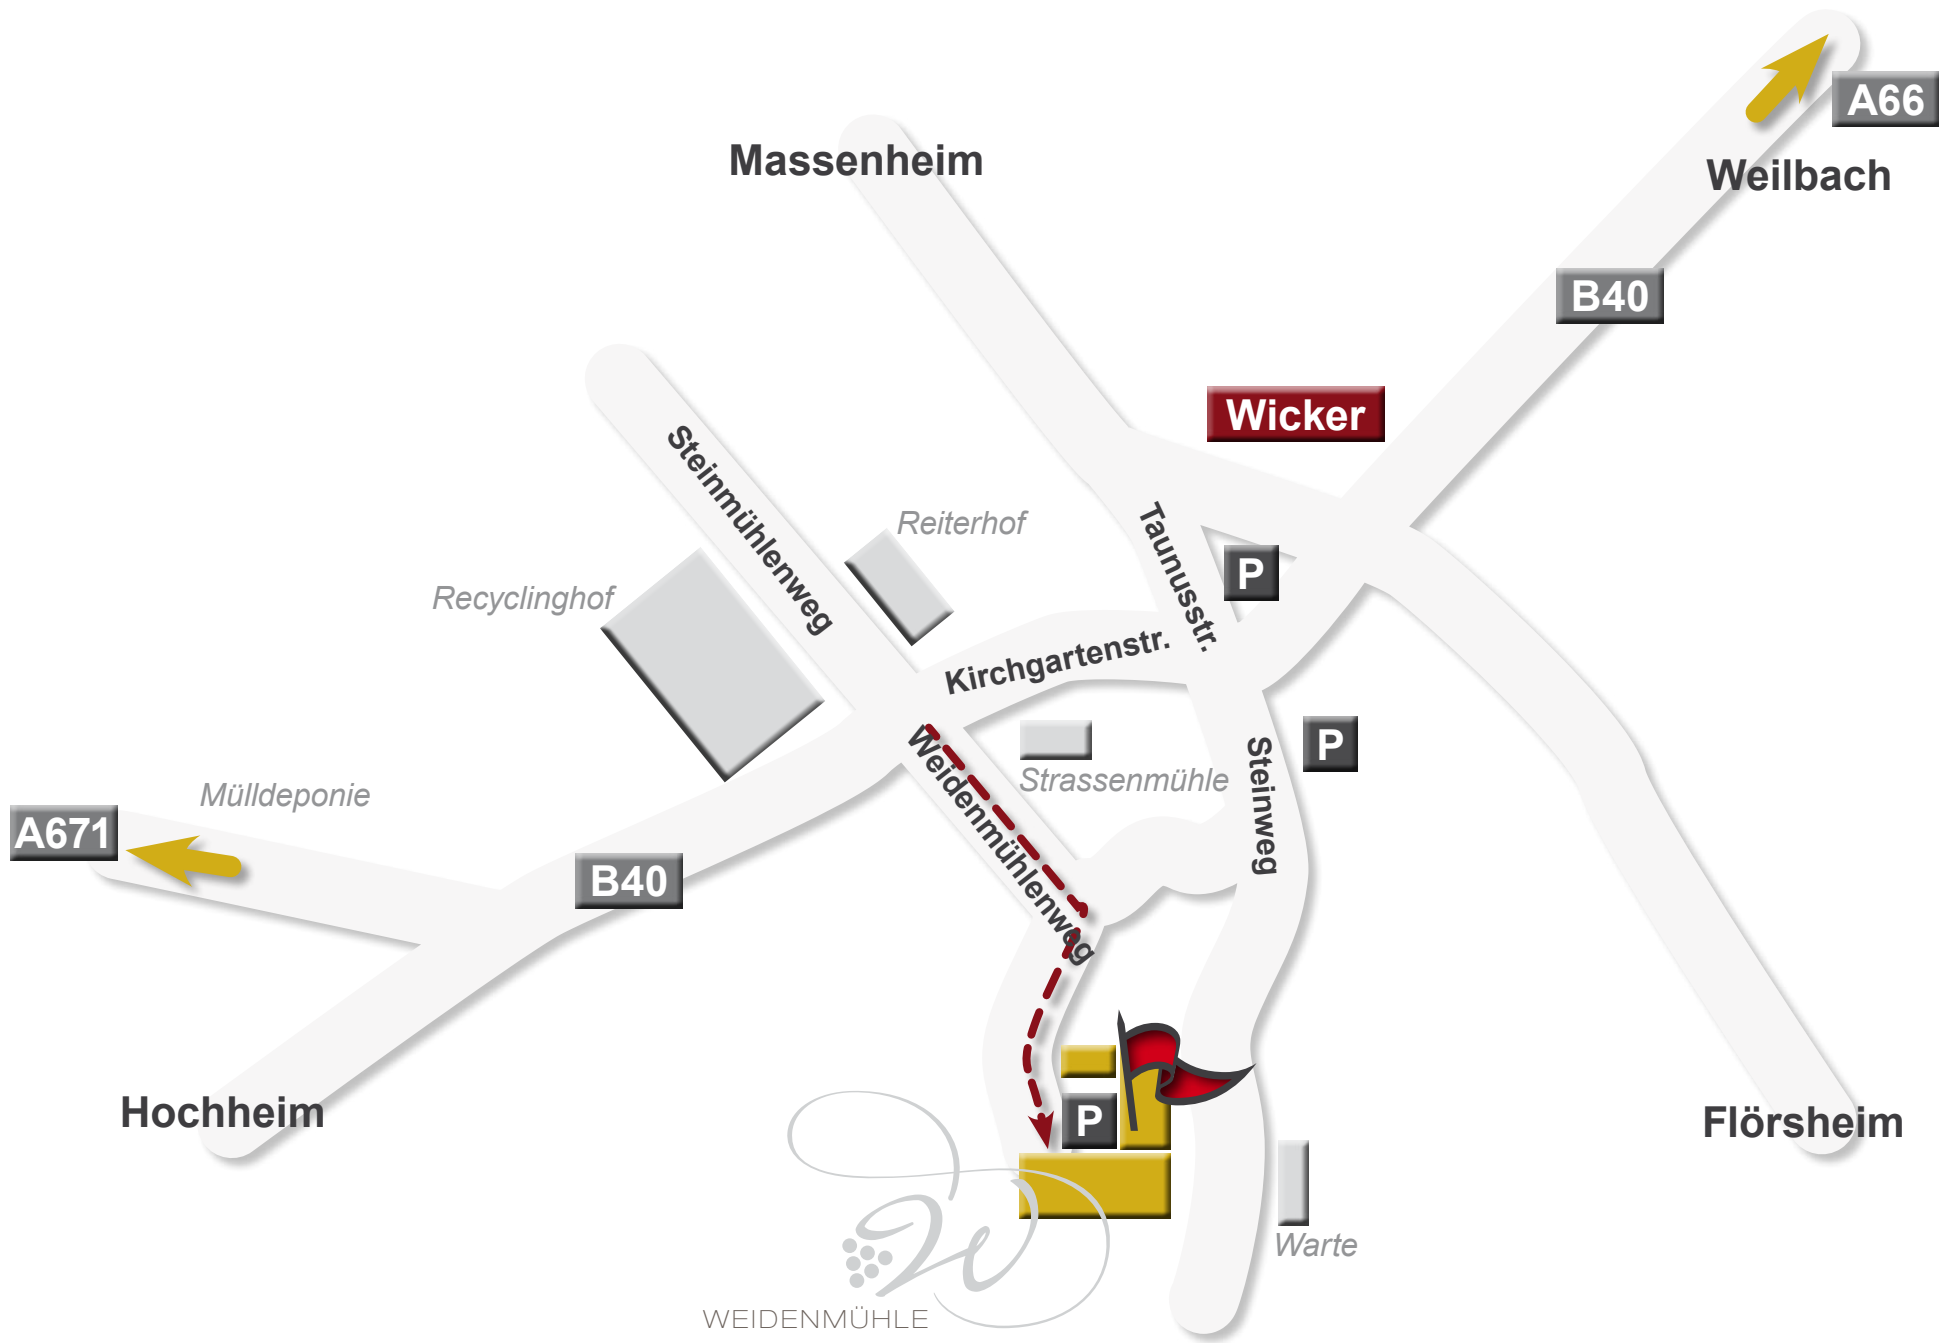 A66
Massenheim
Weilbach
B40
Wicker
Steinmühlenweg
Reiterhof
Taunusstr.
P
Recyclinghof
Kirchgartenstr.
P
Steinweg
Weidenmühlenweg
Strassenmühle
Mülldeponie
A671
B40
Hochheim
P
Flörsheim
Warte
W
WEIDENMÜHLE